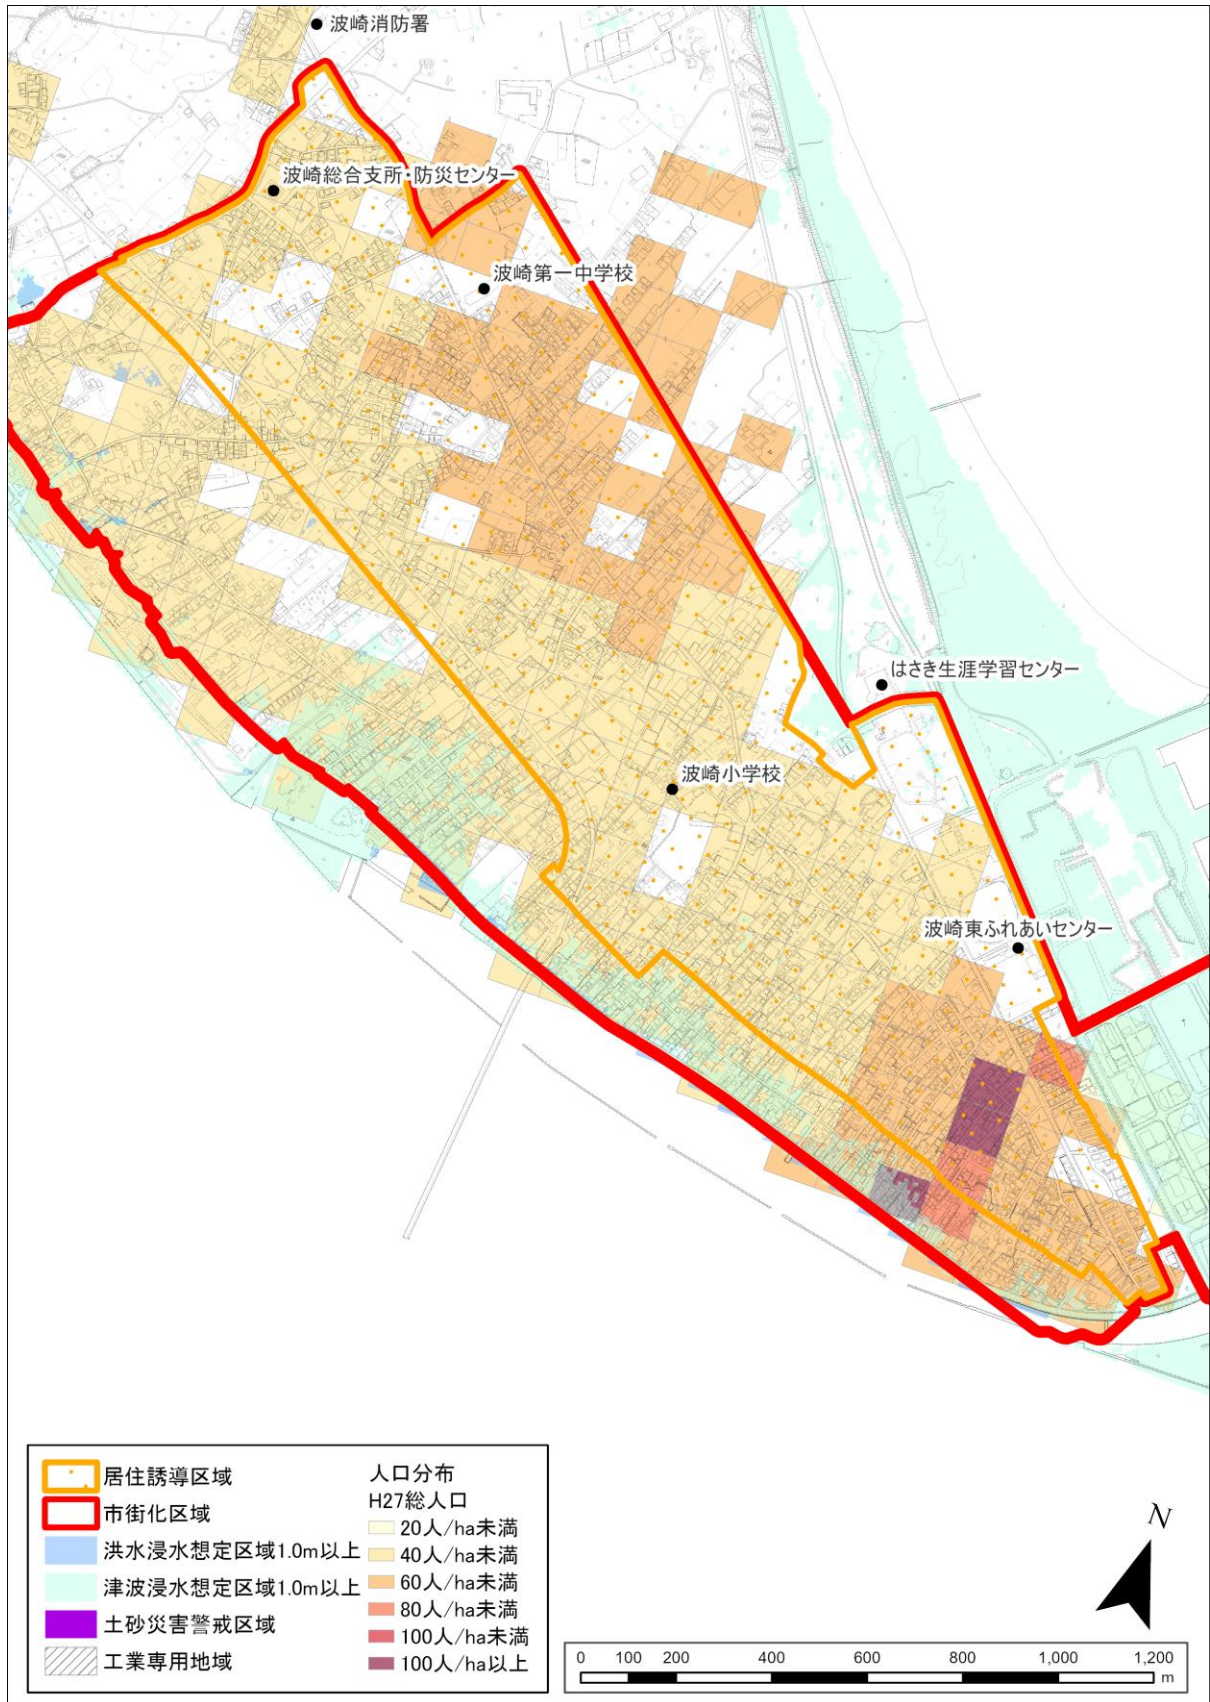 波崎消防署
波崎総合支所・防災センター
波崎第一中学校
はさき生涯学習センター
波崎小学校
波崎東ふれあいセンター
居住誘導区域
市街化区域
洪水浸水想定区域1.0m以上
津波浸水想定区域1.0m以上
土砂災害警戒区域
工業専用地域
人口分布
H27総人口
20人/ha未満
40人/ha未満
60人/ha未満
80人/ha未満
100人/ha未満
100人/ha以上
N
0 100 200 400 600 800 1,000 1,200
m